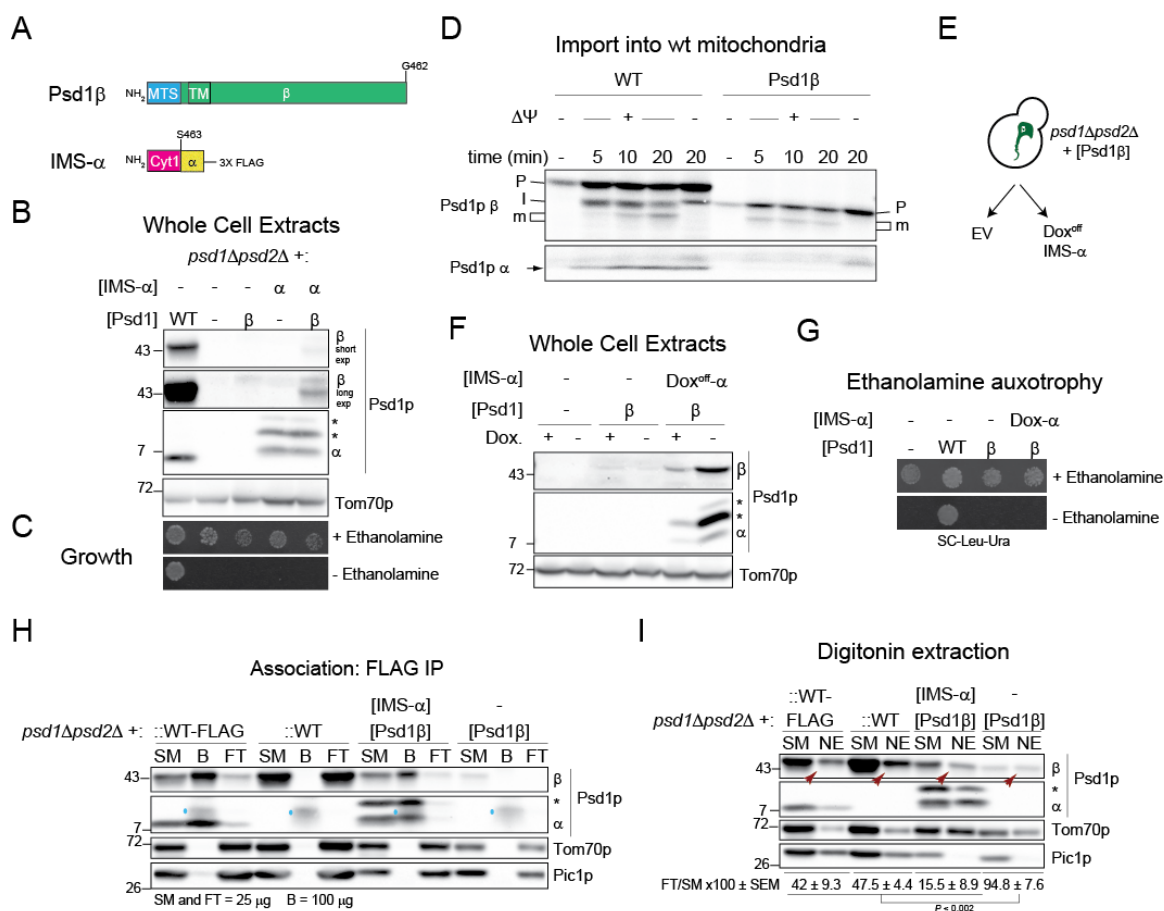 A
G462
Psd1β NH2 MTS TM β
S463
IMS-α NH2 Cyt1 α 3X FLAG
B
Whole Cell Extracts
psd1Δpsd2Δ +:
[IMS-α] - - - α α
[Psd1] WT - β - β
43 β short exp
43 β long exp
Psd1p
*
*
7 α
72 Tom70p
C
Growth
+ Ethanolamine
- Ethanolamine
D
Import into wt mitochondria
WT Psd1β
ΔΨ - + - - + -
time (min) - 5 10 20 20 - 5 10 20 20
P
I
Psd1p β
m
P
m
Psd1p α
E
psd1Δpsd2Δ
+ [Psd1β]
EV
Doxoff
IMS-α
F
Whole Cell Extracts
[IMS-α] - - Doxoff-α
[Psd1] - β β
Dox. + - + - + -
43 β
Psd1p
*
*
α
7
72 Tom70p
G
Ethanolamine auxotrophy
[IMS-α] - - - Dox-α
[Psd1] - WT β β
+ Ethanolamine
- Ethanolamine
SC-Leu-Ura
H
Association: FLAG IP
[IMS-α] -
psd1Δpsd2Δ +: ::WT-FLAG ::WT [Psd1β] [Psd1β]
SM B FT SM B FT SM B FT SM B FT
43 β
Psd1p
*
7 α
72 Tom70p
Pic1p
26
SM and FT = 25 µg B = 100 µg
I
Digitonin extraction
::WT- [IMS-α] -
psd1Δpsd2Δ +: FLAG ::WT [Psd1β] [Psd1β]
SM NE SM NE SM NE SM NE
43 β
Psd1p
*
7 α
72 Tom70p
Pic1p
26
FT/SM x100 ± SEM 42 ± 9.3 47.5 ± 4.4 15.5 ± 8.9 94.8 ± 7.6
P < 0.002